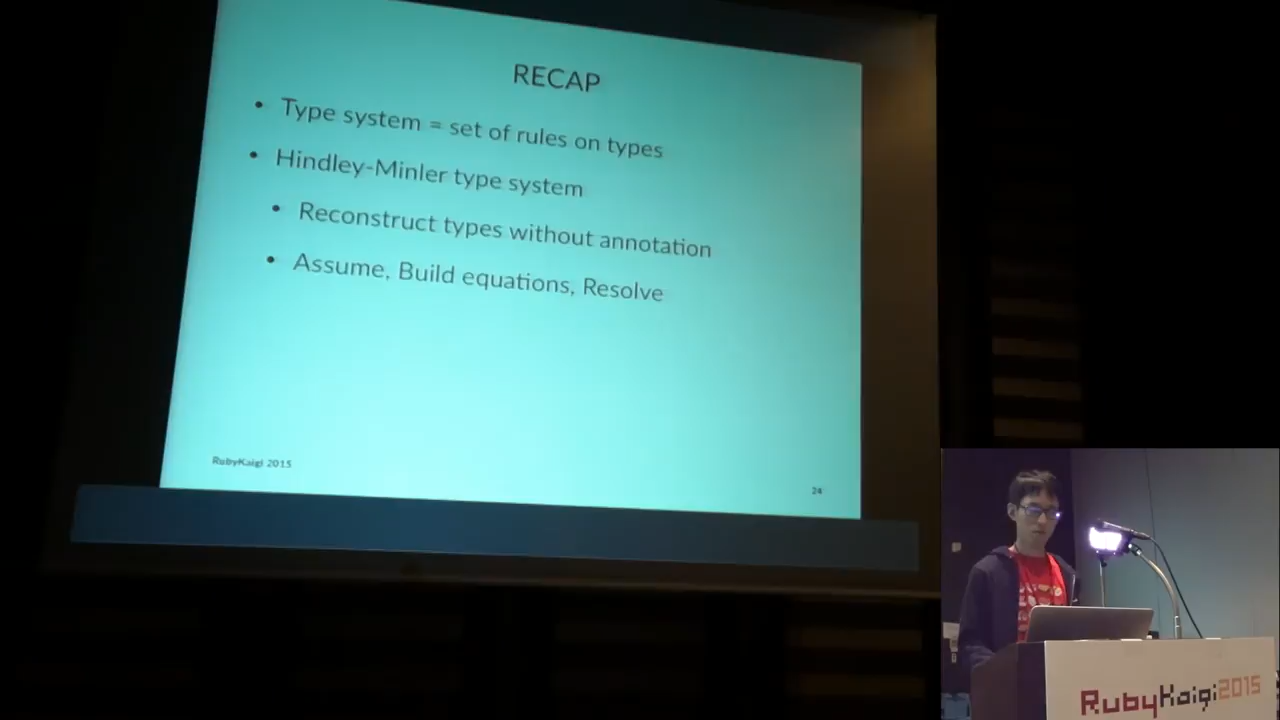 RECAP
• Type system = set of rules on types
• Hindley-Minler type system
• Reconstruct types without annotation
• Assume, Build equations, Resolve
RubyKaigi 2015
24
RubyKaigi2015